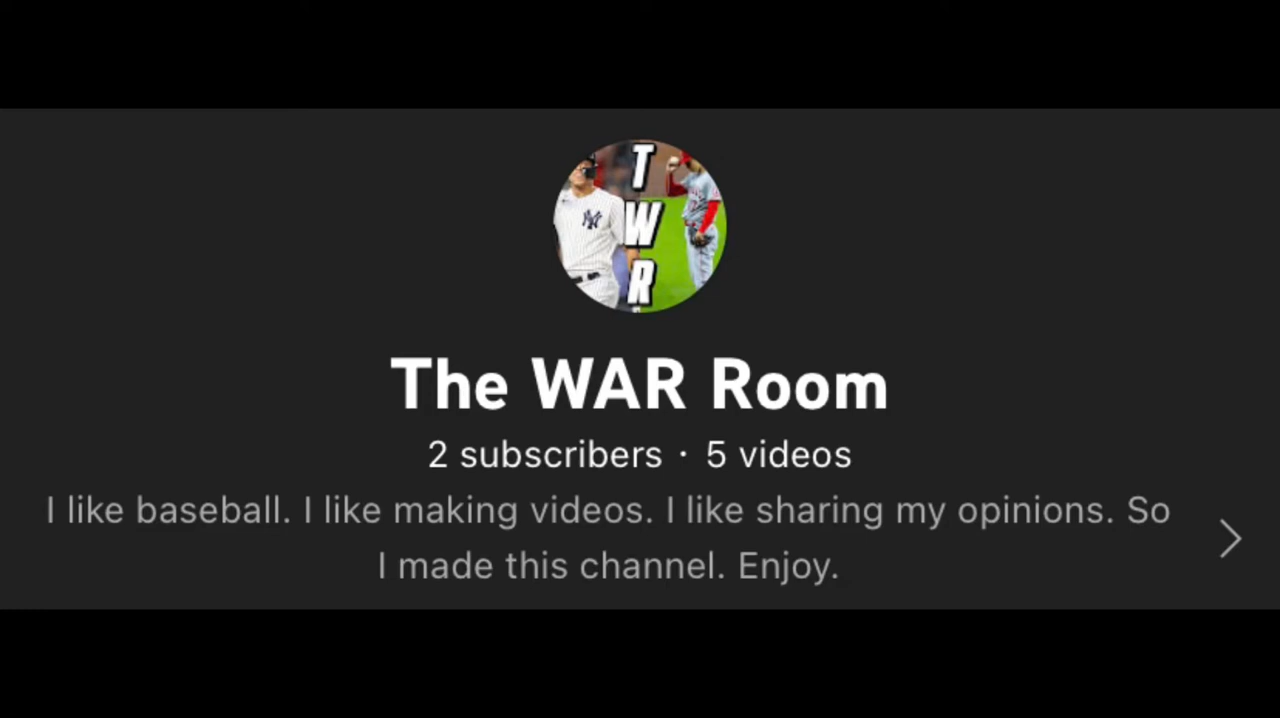 T
W
R
NY
The WAR Room
2 subscribers · 5 videos
I like baseball. I like making videos. I like sharing my opinions. So
I made this channel. Enjoy.